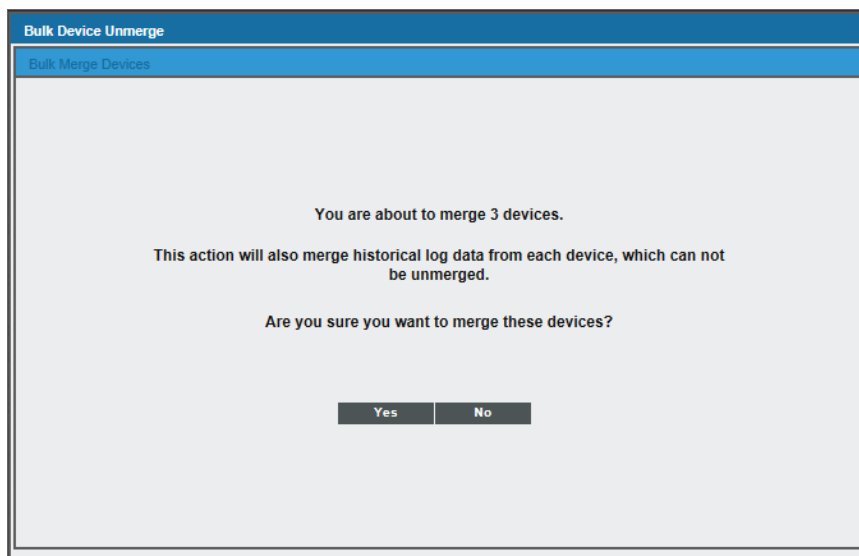 Bulk Device Unmerge
Bulk Merge Devices
You are about to merge 3 devices.
This action will also merge historical log data from each device, which can not
be unmerged.
Are you sure you want to merge these devices?
Yes No